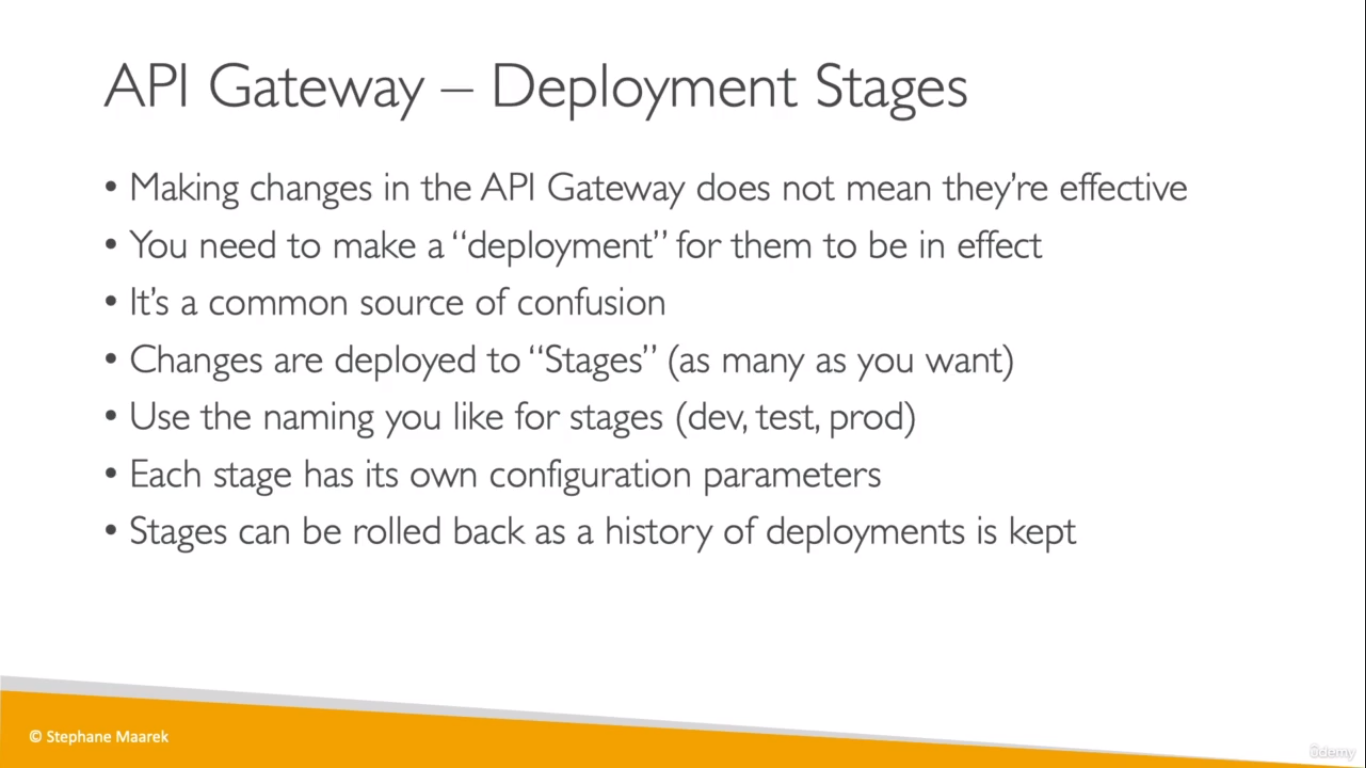 API Gateway – Deployment Stages
• Making changes in the API Gateway does not mean they're effective
• You need to make a “deployment” for them to be in effect
• It's a common source of confusion
• Changes are deployed to “Stages” (as many as you want)
• Use the naming you like for stages (dev, test, prod)
• Each stage has its own configuration parameters
• Stages can be rolled back as a history of deployments is kept
© Stephane Maarek
ûdemy